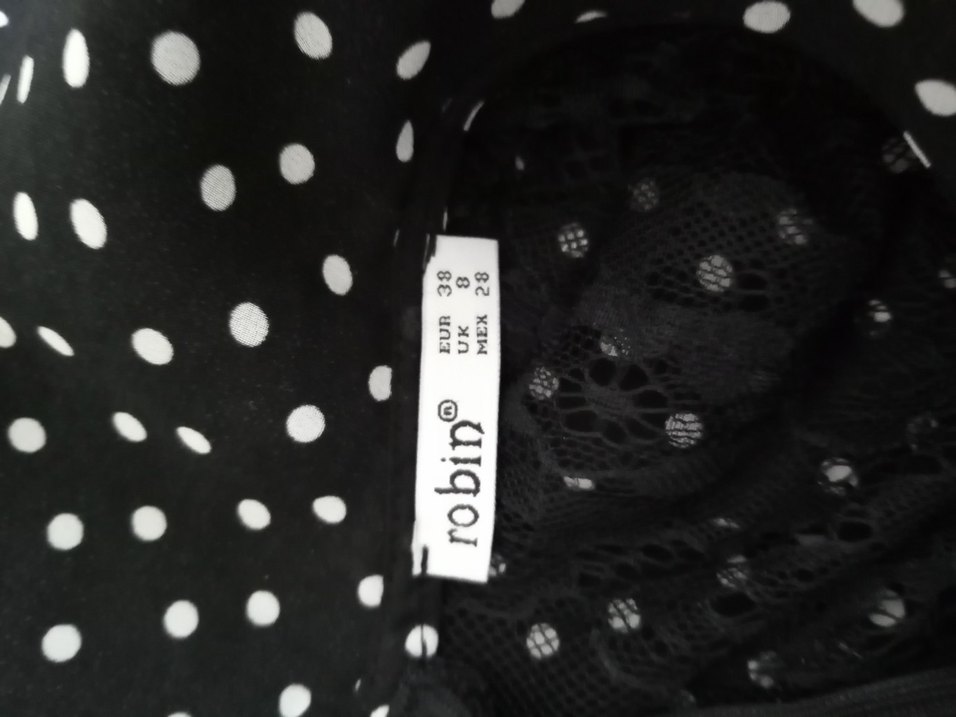 robin®
EUR 38
UK 8
MEX 28